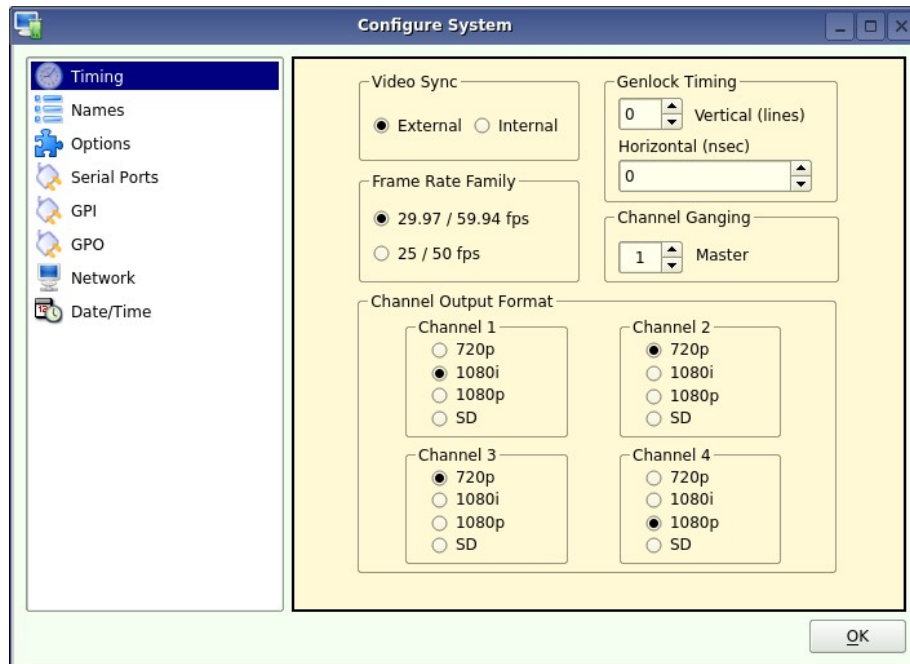 Configure System
Timing
Names
Options
Serial Ports
GPI
GPO
Network
Date/Time
Video Sync
External
Internal
Frame Rate Family
29.97 / 59.94 fps
25 / 50 fps
Genlock Timing
0
Vertical (lines)
Horizontal (nsec)
0
Channel Ganging
1
Master
Channel Output Format
Channel 1
720p
1080i
1080p
SD
Channel 2
720p
1080i
1080p
SD
Channel 3
720p
1080i
1080p
SD
Channel 4
720p
1080i
1080p
SD
OK